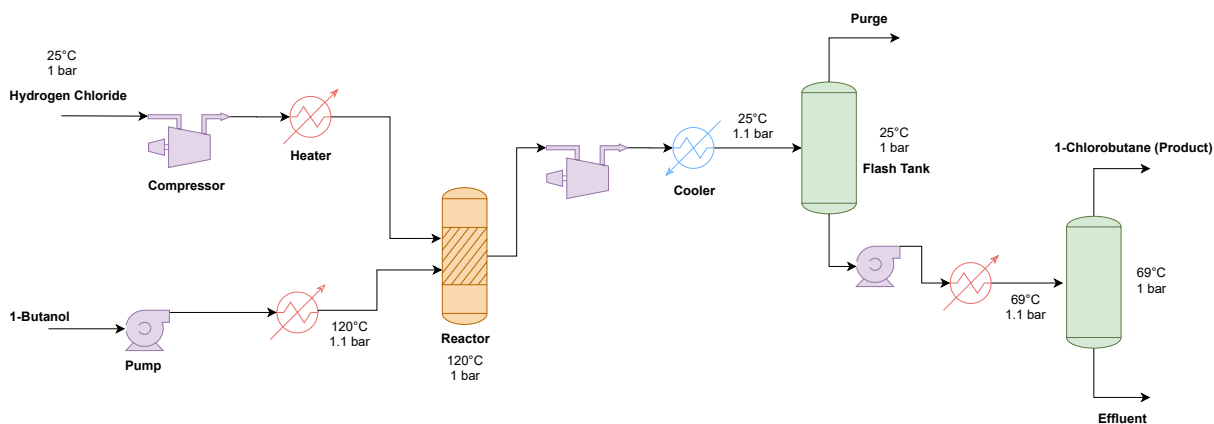 Purge
25°C
1 bar
Hydrogen Chloride
Heater
Compressor
25°C
1.1 bar
Cooler
25°C
1 bar
Flash Tank
1-Chlorobutane (Product)
1-Butanol
Pump
120°C
1.1 bar
Reactor
120°C
1 bar
69°C
1.1 bar
69°C
1 bar
Effluent